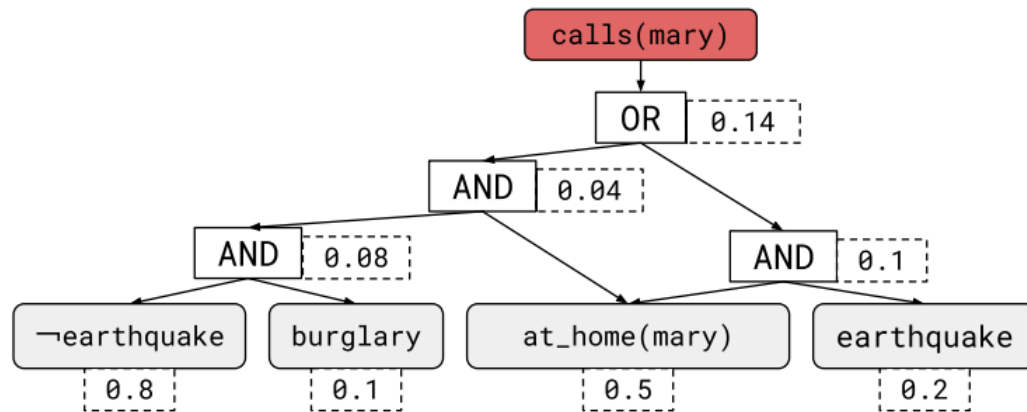 calls(mary)
OR 0.14
AND 0.04
AND 0.08
AND 0.1
¬earthquake burglary at_home(mary) earthquake
0.8 0.1 0.5 0.2